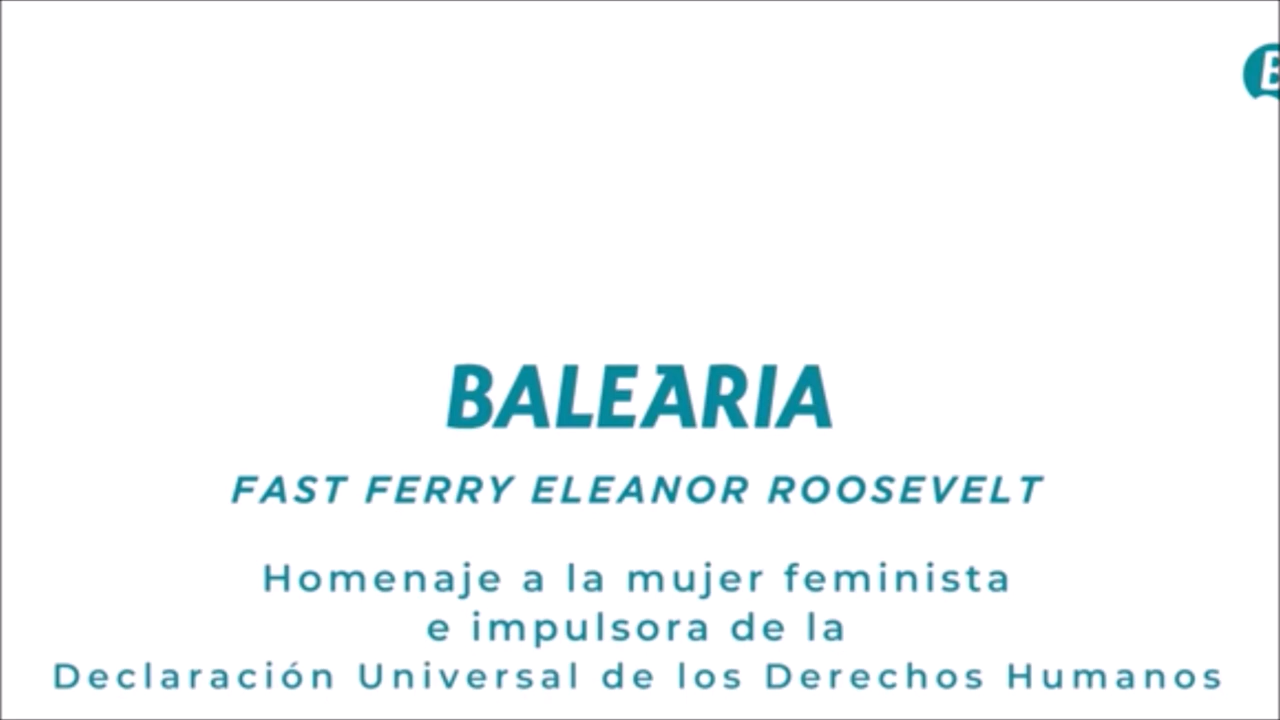 B
BALEARIA
FAST FERRY ELEANOR ROOSEVELT
Homenaje a la mujer feminista
e impulsora de la
Declaración Universal de los Derechos Humanos